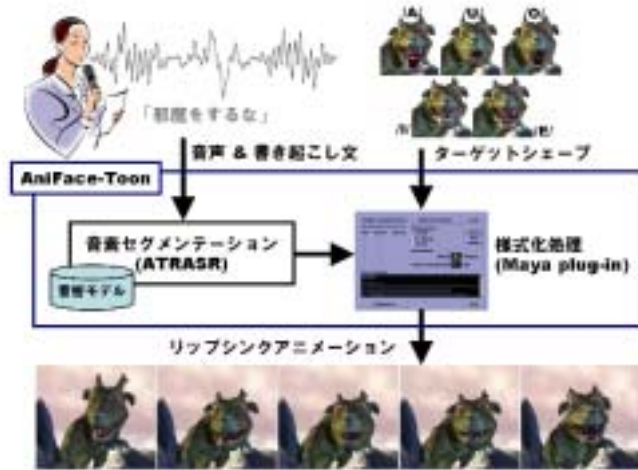 /A/
/U/
/O/
「邪魔をするな」
/I/
/E/
音声 & 書き起こし文
ターゲットシェープ
AniFace-Toon
音素セグメンテーション
(ATRASR)
様式化処理
(Maya plug-in)
音響モデル
リップシンクアニメーション